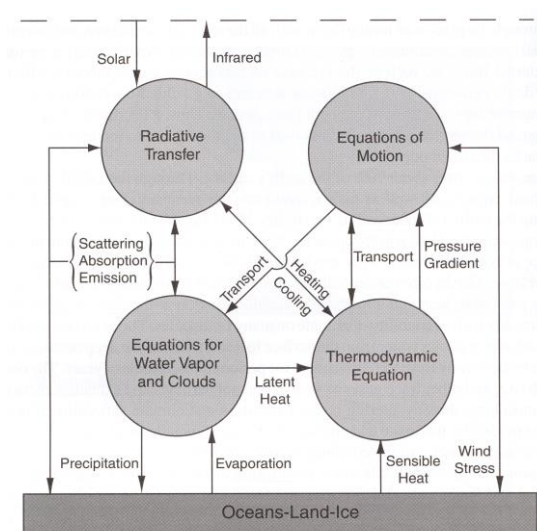 Solar
Infrared
Radiative
Transfer
Equations of
Motion
Scattering
Absorption
Emission
Transport
Heating
Cooling
Transport
Pressure
Gradient
Equations for
Water Vapor
and Clouds
Latent
Heat
Thermodynamic
Equation
Precipitation
Evaporation
Sensible
Heat
Wind
Stress
Oceans-Land-Ice